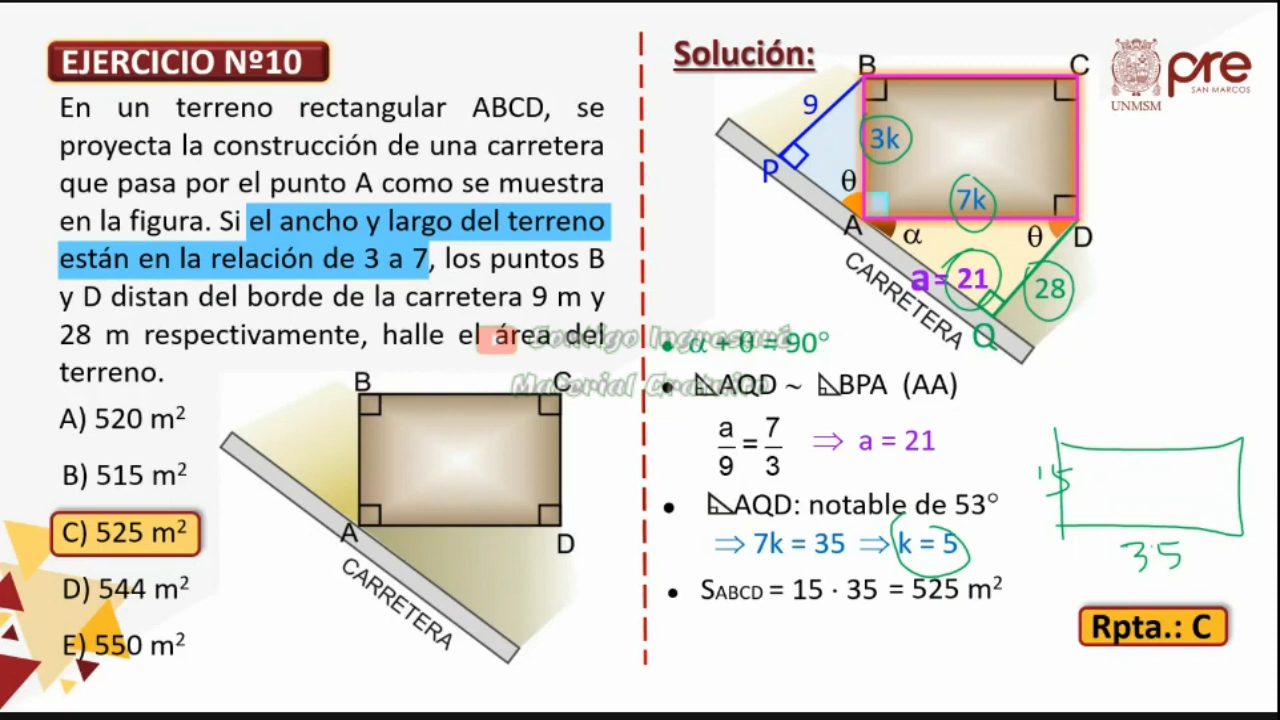 EJERCICIO Nº10
En un terreno rectangular ABCD, se
proyecta la construcción de una carretera
que pasa por el punto A como se muestra
en la figura. Si el ancho y largo del terreno
están en la relación de 3 a 7, los puntos B
y D distan del borde de la carretera 9 m y
28 m respectivamente, halle el área del
terreno.
A) 520 m²
B) 515 m²
C) 525 m²
D) 544 m²
E) 550 m²
B
C
A
D
CARRETERA
Solución:
B
C
9
3k
P
θ
7k
A
α
θ
D
a = 21
28
CARRETERA
Q
UNMSM
pre
SAN MARCOS
Contigo Ingresaré
Material Gratuito
• α + θ = 90°
• ⊿AQD ~ ⊿BPA (AA)
a/9 = 7/3 ⟹ a = 21
• ⊿AQD: notable de 53°
⟹ 7k = 35 ⟹ k = 5
• SABCD = 15 · 35 = 525 m²
15
35
Rpta.: C